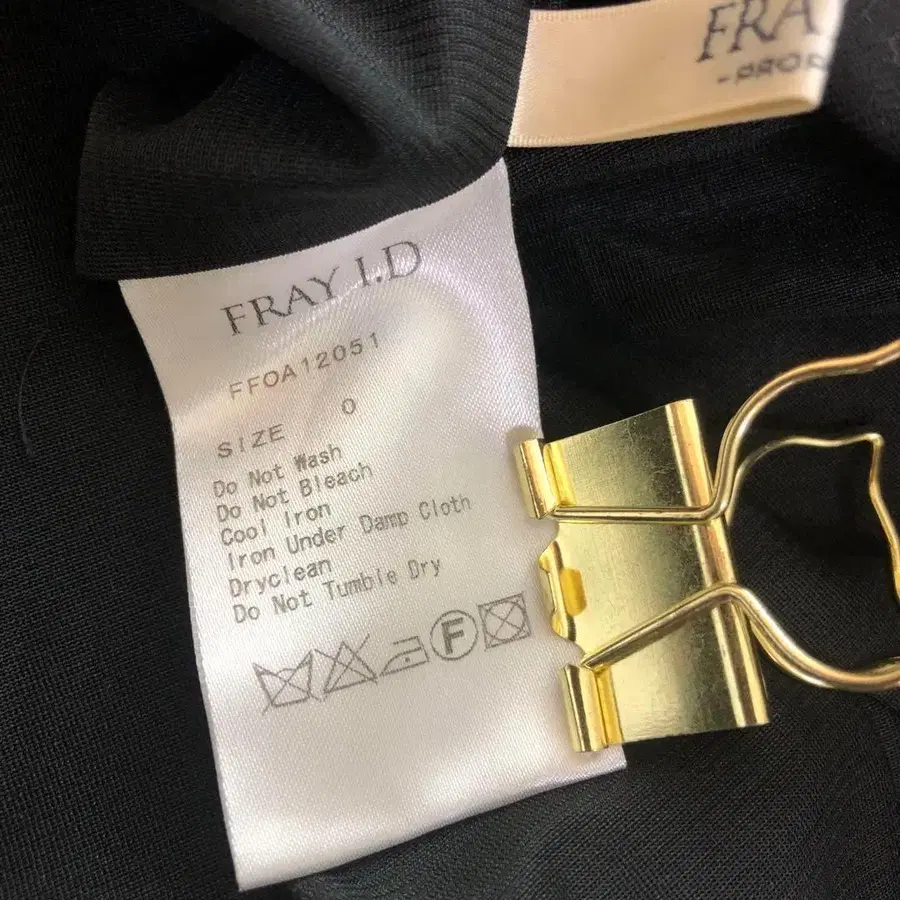 FRA
FRAY I.D
FFOA12051
SIZE 0
Do Not Wash
Do Not Bleach
Cool Iron
Iron Under Damp Cloth
Dryclean
Do Not Tumble Dry
F